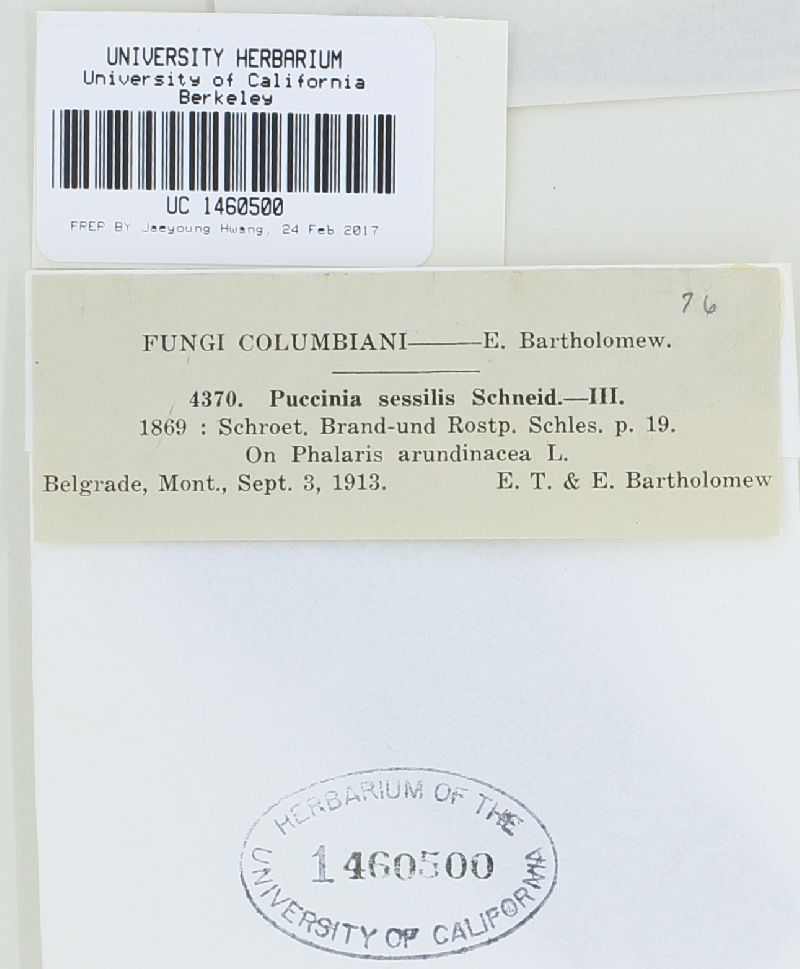 UNIVERSITY HERBARIUM
University of California
Berkeley
UC 1460500
PREP BY Jaeyoung Hwang, 24 Feb 2017
76
FUNGI COLUMBIANI——E. Bartholomew.
4370. Puccinia sessilis Schneid.—III.
1869 : Schroet. Brand-und Rostp. Schles. p. 19.
On Phalaris arundinacea L.
Belgrade, Mont., Sept. 3, 1913. E. T. & E. Bartholomew
HERBARIUM OF THE
1460500
UNIVERSITY OF CALIFORNIA